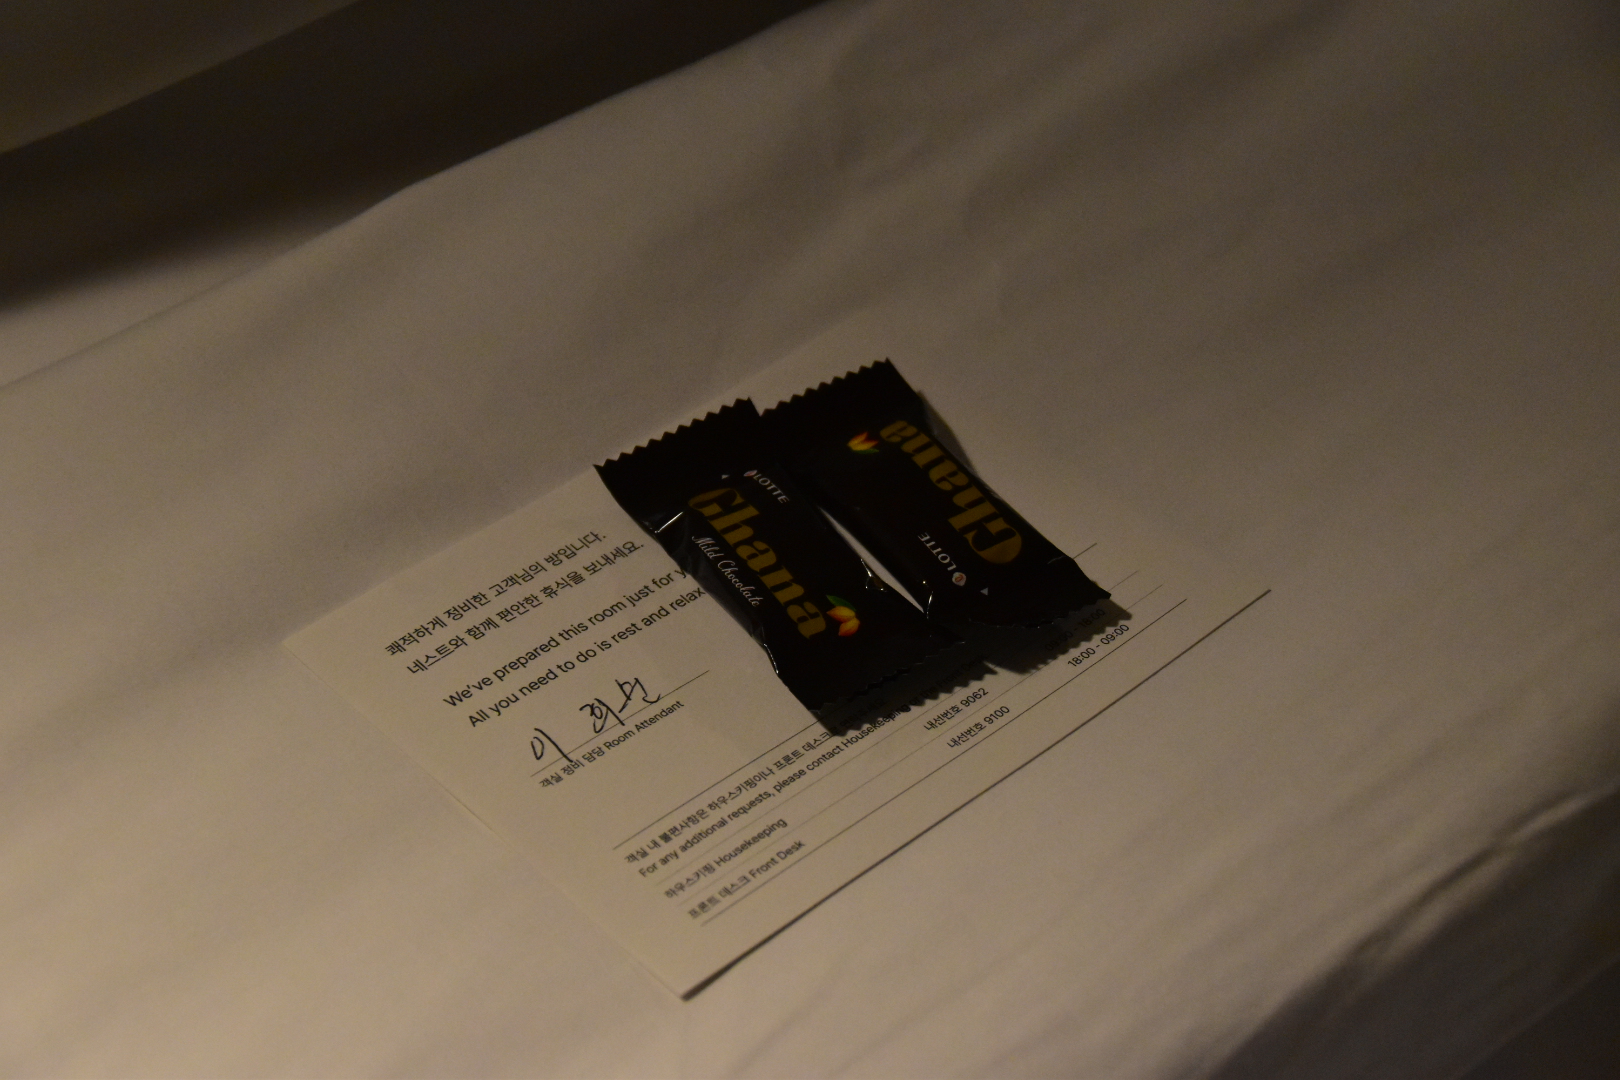 쾌적하게 정비한 고객님의 방입니다.
네스트와 함께 편안한 휴식을 보내세요.
We've prepared this room just for
All you need to do is rest and relax
이
객실 정비 담당 Room Attendant
LOTTE
Ghana
Mild Chocolate
LOTTE
Ghana
객실 내 불편사항은 하우스키핑이나 프론트 데스크
For any additional requests, please contact Housekeeping
하우스키핑 Housekeeping 내선번호 9062
18:00 - 09:00
프론트 데스크 Front Desk 내선번호 9100